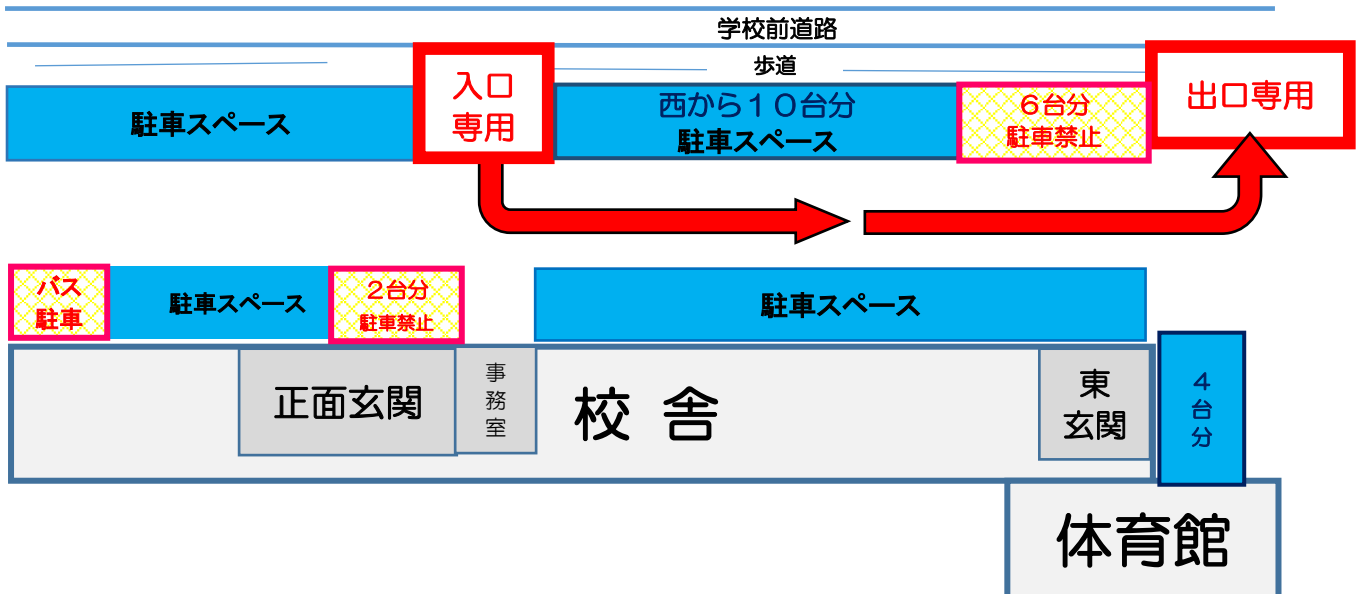 学校前道路
歩道
駐車スペース
入口
専用
西から１０台分
駐車スペース
６台分
駐車禁止
出口専用
バス
駐車
駐車スペース
２台分
駐車禁止
駐車スペース
正面玄関
事
務
室
校 舎
東
玄関
４
台
分
体育館